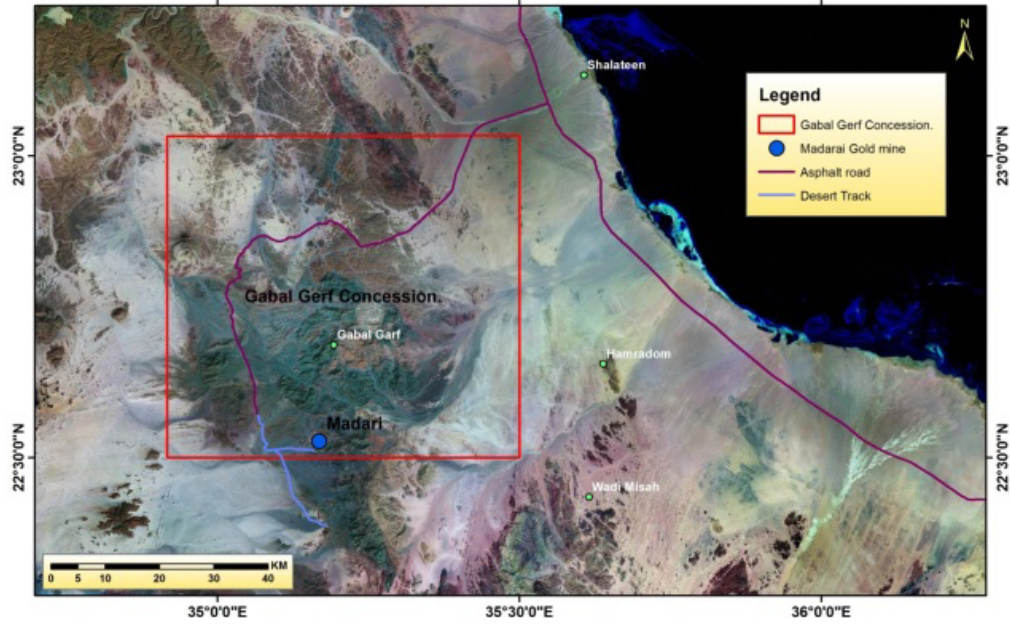 N
Shalateen
Legend
Gabal Gerf Concession.
Madarai Gold mine
Asphalt road
Desert Track
23°0'0"N
23°0'0"N
Gabal Gerf Concession.
Gabal Garf
Hamradom
Madari
22°30'0"N
22°30'0"N
Wadi Misah
KM
0 5 10 20 30 40
35°0'0"E
35°30'0"E
36°0'0"E